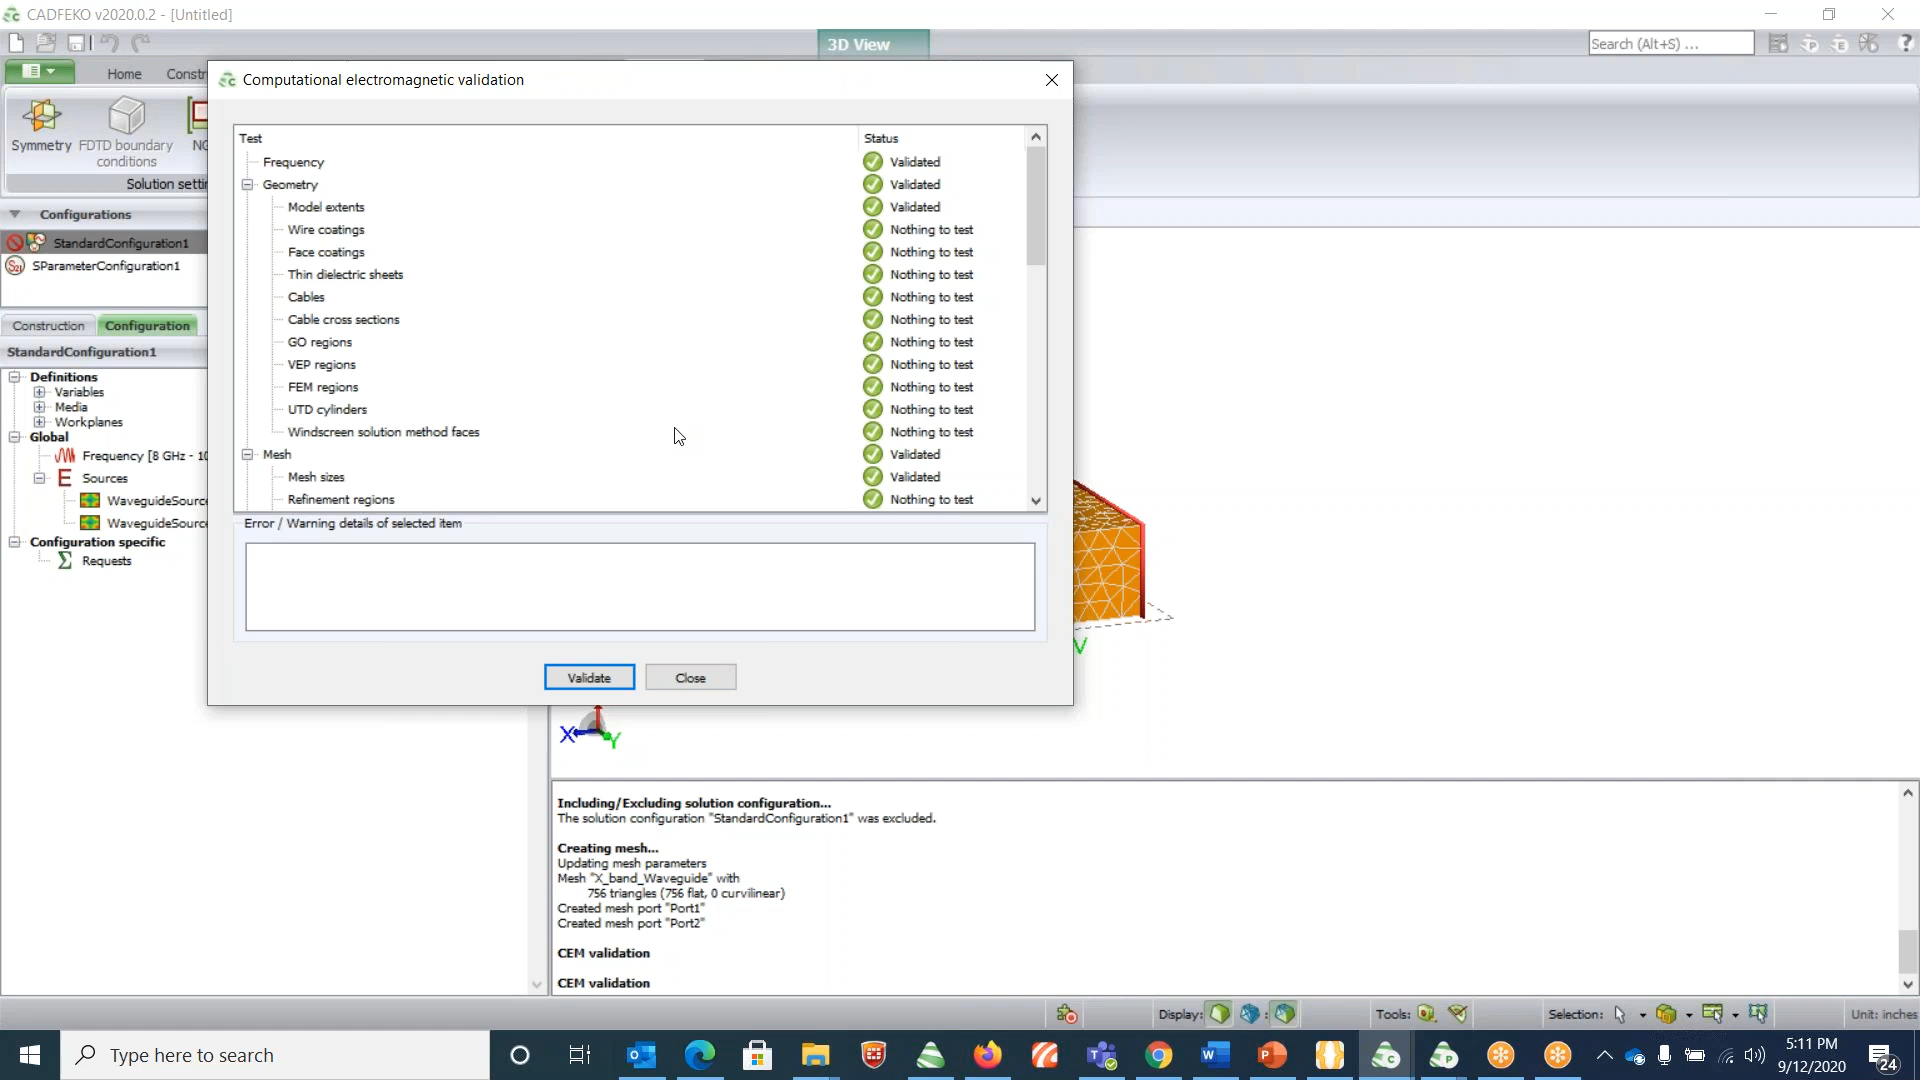 CADFEKO v2020.0.2 - [Untitled]
3D View
Search (Alt+S) ...
Home
Constr
Symmetry
FDTD boundary
conditions
NG
Solution settin
Configurations
StandardConfiguration1
SParameterConfiguration1
Construction
Configuration
StandardConfiguration1
Definitions
Variables
Media
Workplanes
Global
Frequency [8 GHz - 10
Sources
WaveguideSource
WaveguideSource
Configuration specific
Requests
Computational electromagnetic validation
Test Status
Frequency Validated
Geometry Validated
Model extents Validated
Wire coatings Nothing to test
Face coatings Nothing to test
Thin dielectric sheets Nothing to test
Cables Nothing to test
Cable cross sections Nothing to test
GO regions Nothing to test
VEP regions Nothing to test
FEM regions Nothing to test
UTD cylinders Nothing to test
Windscreen solution method faces Nothing to test
Mesh Validated
Mesh sizes Validated
Refinement regions Nothing to test
Error / Warning details of selected item
Validate
Close
V
X
Y
Including/Excluding solution configuration...
The solution configuration "StandardConfiguration1" was excluded.
Creating mesh...
Updating mesh parameters
Mesh "X_band_Waveguide" with
756 triangles (756 flat, 0 curvilinear)
Created mesh port "Port1"
Created mesh port "Port2"
CEM validation
CEM validation
Display:
Tools:
Selection:
Unit: inches
Type here to search
5:11 PM
9/12/2020
24